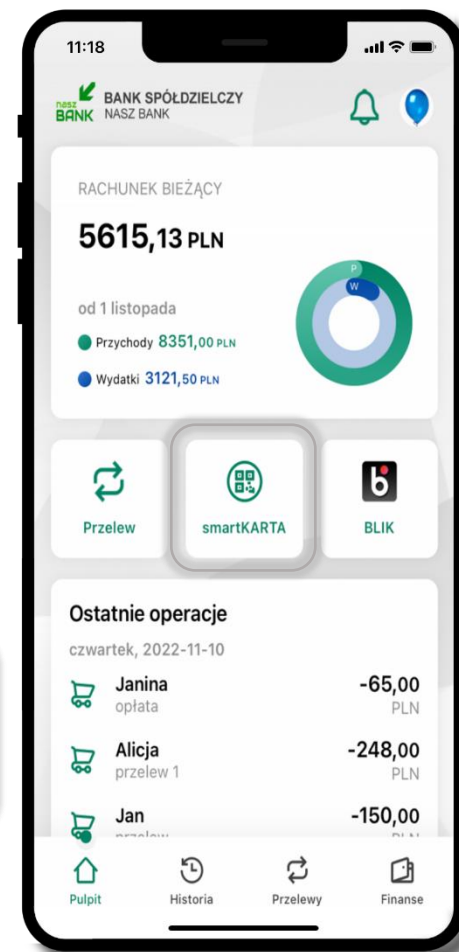 11:18
nasz
BANK
BANK SPÓŁDZIELCZY
NASZ BANK
RACHUNEK BIEŻĄCY
5615,13 PLN
od 1 listopada
Przychody 8351,00 PLN
Wydatki 3121,50 PLN
P
W
Przelew
smartKARTA
BLIK
Ostatnie operacje
czwartek, 2022-11-10
Janina -65,00
opłata PLN
Alicja -248,00
przelew 1 PLN
Jan -150,00
Pulpit Historia Przelewy Finanse